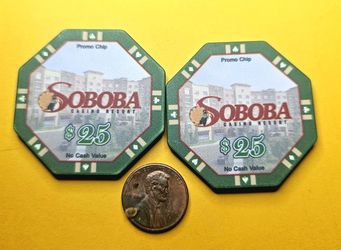 Promo Chip
SOBOBA
CASINO RESORT
$25
No Cash Value
Promo Chip
SOBOBA
CASINO RESORT
$25
No Cash Value